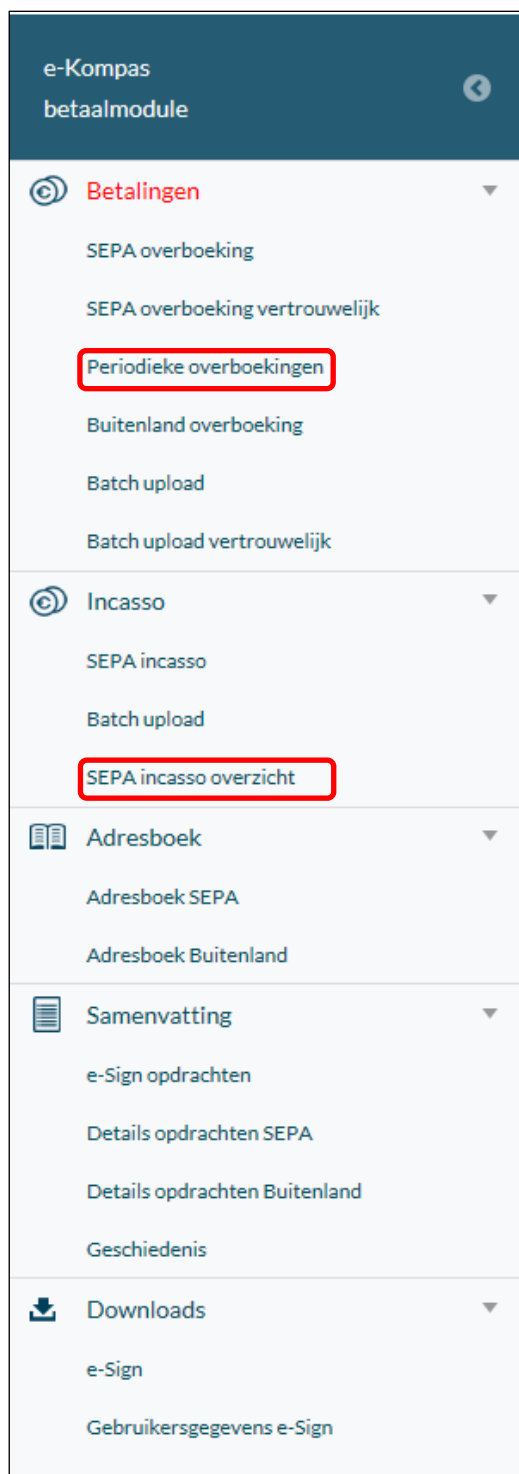 e-Kompas
betaalmodule
Betalingen
SEPA overboeking
SEPA overboeking vertrouwelijk
Periodieke overboekingen
Buitenland overboeking
Batch upload
Batch upload vertrouwelijk
Incasso
SEPA incasso
Batch upload
SEPA incasso overzicht
Adresboek
Adresboek SEPA
Adresboek Buitenland
Samenvatting
e-Sign opdrachten
Details opdrachten SEPA
Details opdrachten Buitenland
Geschiedenis
Downloads
e-Sign
Gebruikersgegevens e-Sign